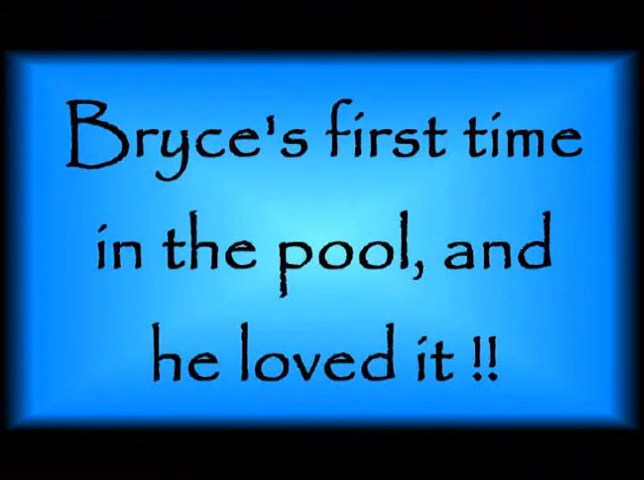 Bryce's first time
in the pool, and
he loved it !!